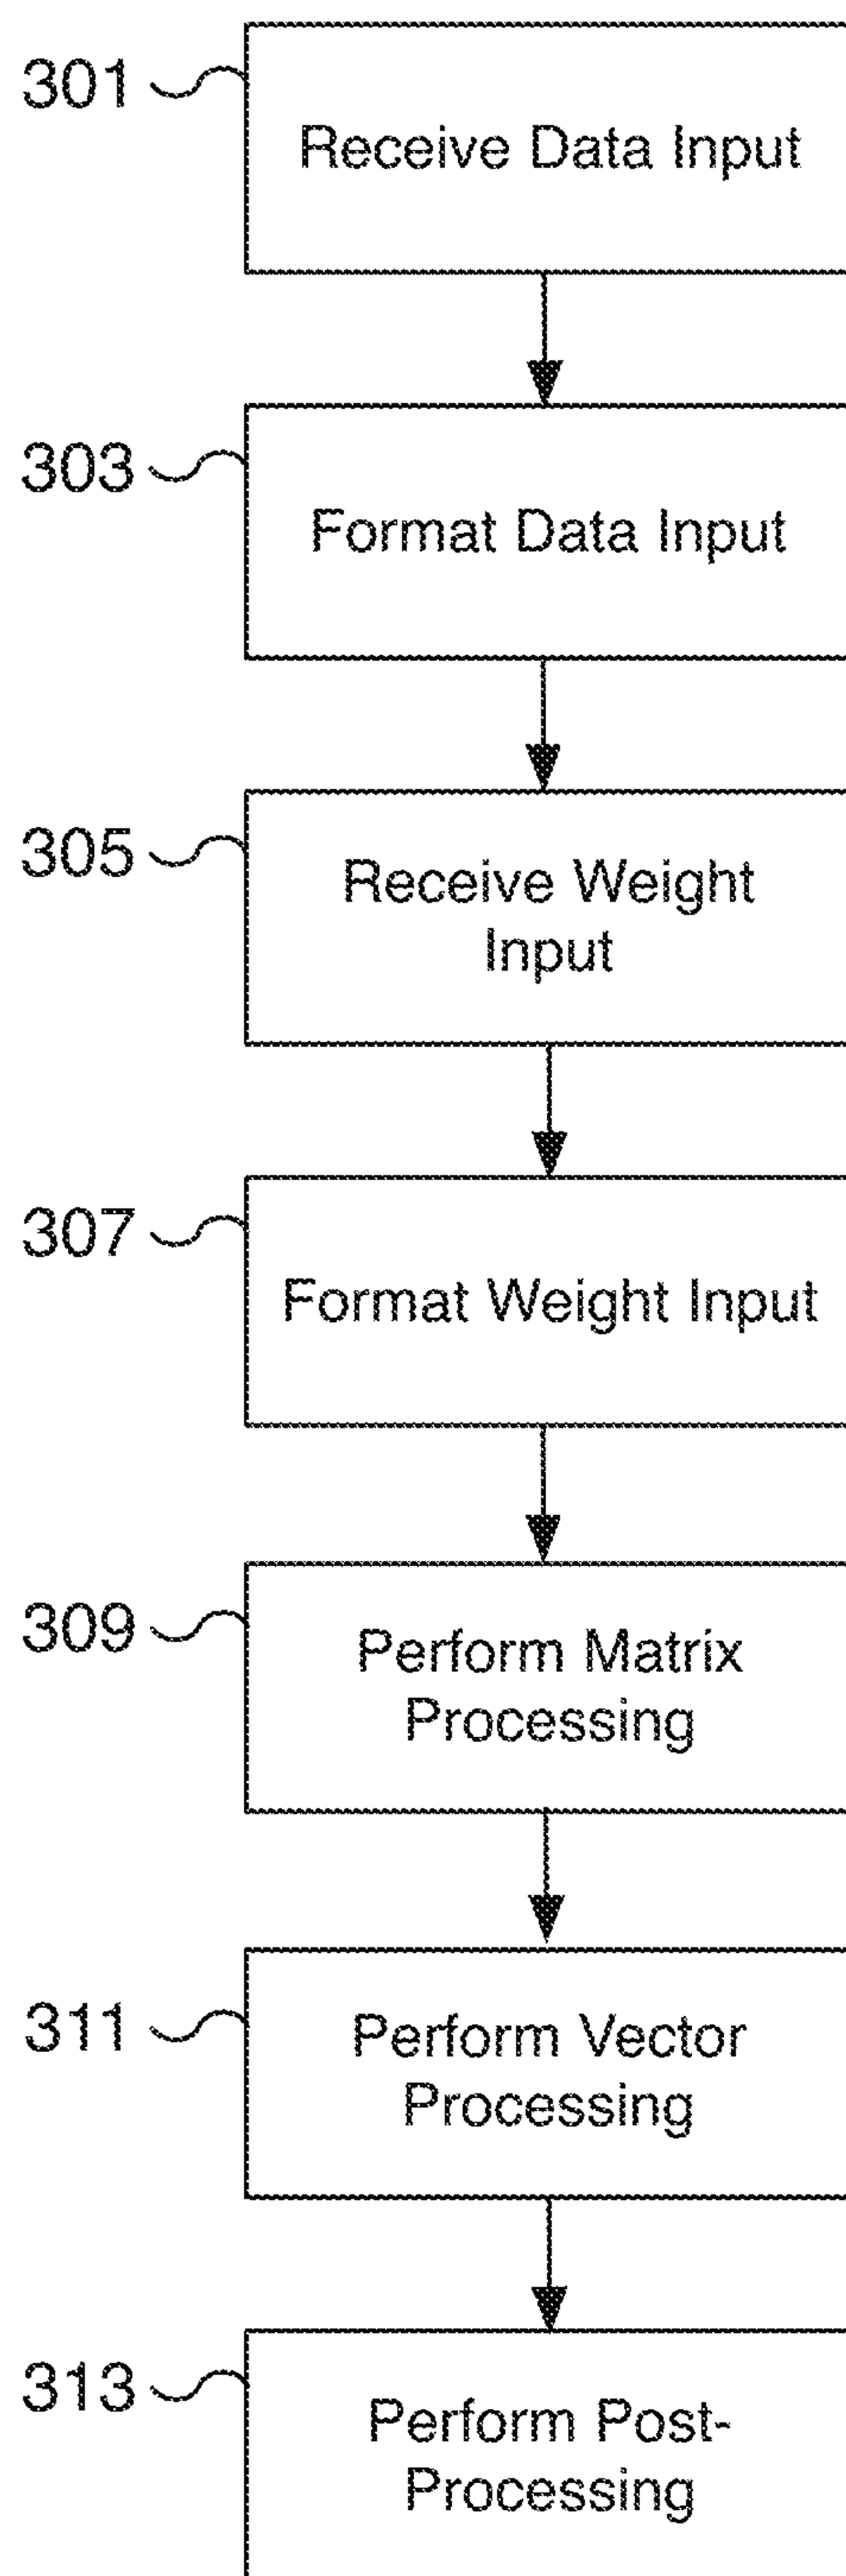 301
Receive Data Input
303
Format Data Input
305
Receive Weight
Input
307
Format Weight Input
309
Perform Matrix
Processing
311
Perform Vector
Processing
313
Perform Post-
Processing